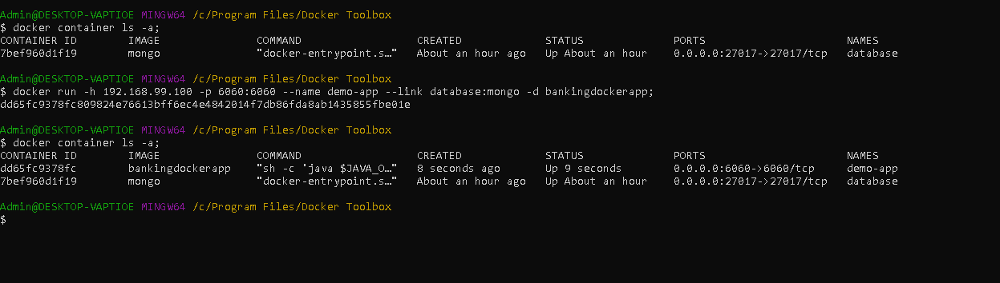 Admin@DESKTOP-VAPTIOE MINGW64 /c/Program Files/Docker Toolbox
$ docker container ls -a;
CONTAINER ID IMAGE COMMAND CREATED STATUS PORTS NAMES
7bef960d1f19 mongo "docker-entrypoint.s…" About an hour ago Up About an hour 0.0.0.0:27017->27017/tcp database
Admin@DESKTOP-VAPTIOE MINGW64 /c/Program Files/Docker Toolbox
$ docker run -h 192.168.99.100 -p 6060:6060 --name demo-app --link database:mongo -d bankingdockerapp;
dd65fc9378fc809824e76613bff6ec4e4842014f7db86fda8ab1435855fbe01e
Admin@DESKTOP-VAPTIOE MINGW64 /c/Program Files/Docker Toolbox
$ docker container ls -a;
CONTAINER ID IMAGE COMMAND CREATED STATUS PORTS NAMES
dd65fc9378fc bankingdockerapp "sh -c 'java $JAVA_O…" 8 seconds ago Up 9 seconds 0.0.0.0:6060->6060/tcp demo-app
7bef960d1f19 mongo "docker-entrypoint.s…" About an hour ago Up About an hour 0.0.0.0:27017->27017/tcp database
Admin@DESKTOP-VAPTIOE MINGW64 /c/Program Files/Docker Toolbox
$